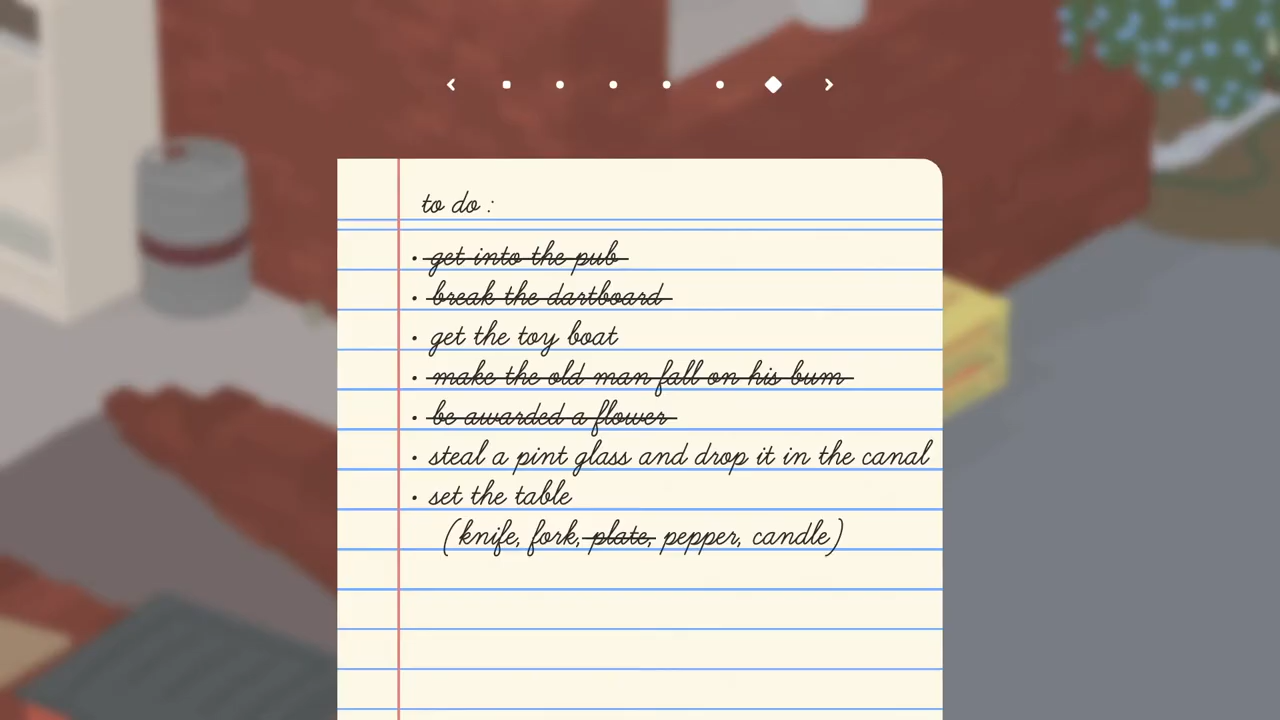 to do :
• get into the pub
• break the dartboard
• get the toy boat
• make the old man fall on his bum
• be awarded a flower
• steal a pint glass and drop it in the canal
• set the table
(knife, fork, plate, pepper, candle)